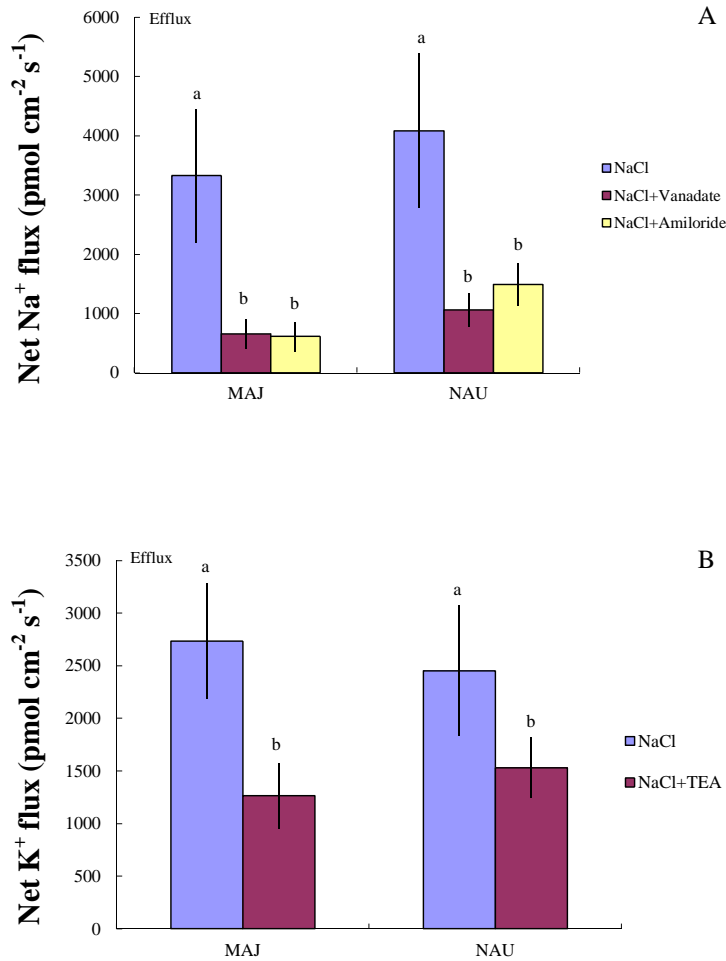 A
Efflux
Net Na⁺ flux (pmol cm⁻² s⁻¹)
6000
5000
4000
3000
2000
1000
0
a
b
b
a
b
b
MAJ
NAU
NaCl
NaCl+Vanadate
NaCl+Amiloride
B
Efflux
Net K⁺ flux (pmol cm⁻² s⁻¹)
3500
3000
2500
2000
1500
1000
500
0
a
b
a
b
MAJ
NAU
NaCl
NaCl+TEA